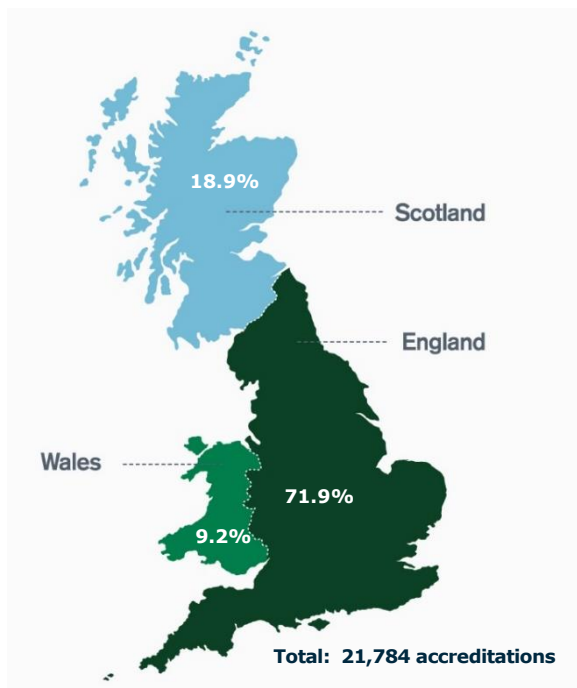 18.9%
Scotland
England
Wales
71.9%
9.2%
Total: 21,784 accreditations